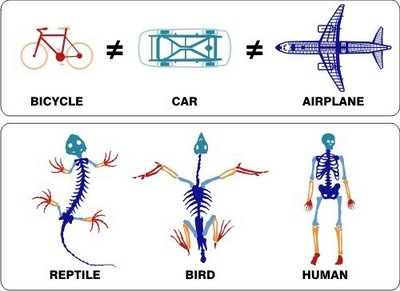 ≠ ≠
BICYCLE CAR AIRPLANE
REPTILE BIRD HUMAN